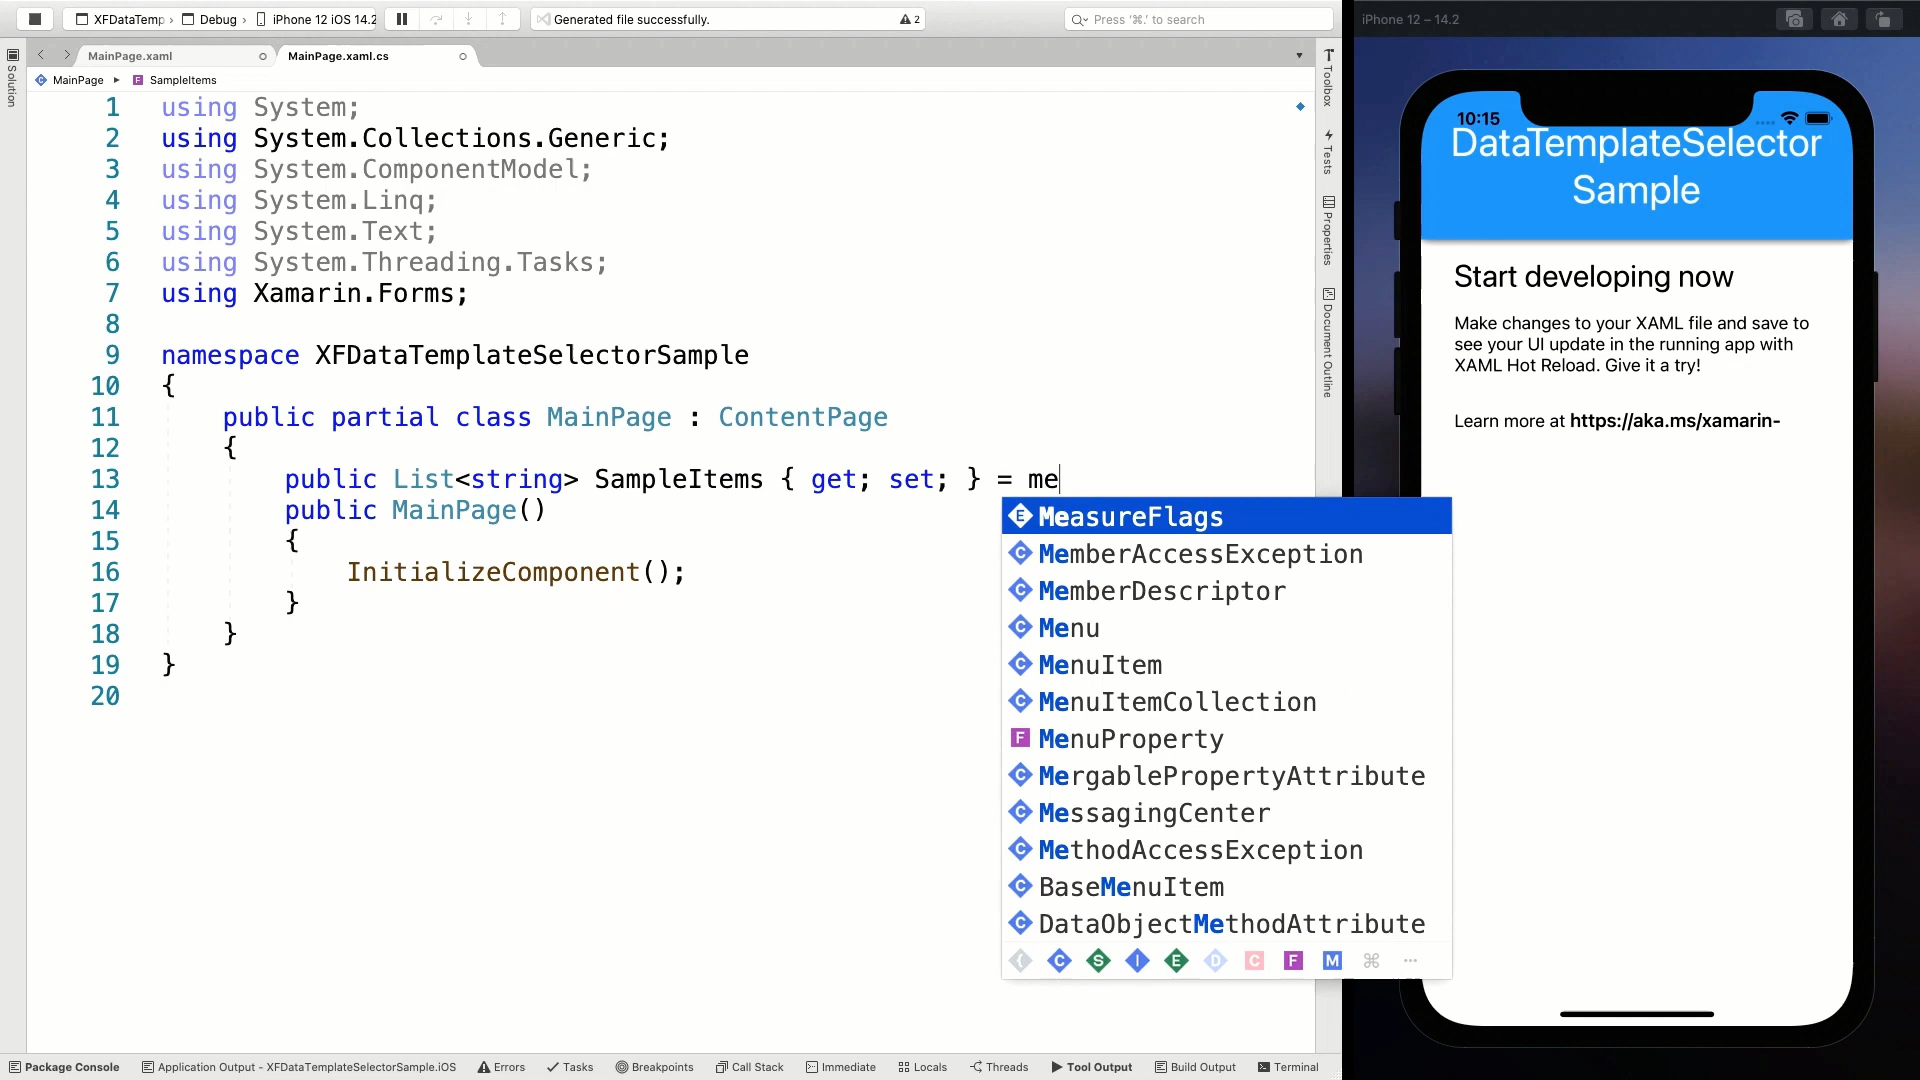 XFDataTemp › Debug › iPhone 12 iOS 14.2
Generated file successfully.
2
Press '⌘.' to search
iPhone 12 – 14.2
MainPage.xaml
MainPage.xaml.cs
MainPage ▸ F SampleItems
Solution
Toolbox
Tests
Properties
Document Outline
1 using System;
2 using System.Collections.Generic;
3 using System.ComponentModel;
4 using System.Linq;
5 using System.Text;
6 using System.Threading.Tasks;
7 using Xamarin.Forms;
8
9 namespace XFDataTemplateSelectorSample
10 {
11 public partial class MainPage : ContentPage
12 {
13 public List<string> SampleItems { get; set; } = me
14 public MainPage()
15 {
16 InitializeComponent();
17 }
18 }
19 }
20
E MeasureFlags
C MemberAccessException
C MemberDescriptor
C Menu
C MenuItem
C MenuItemCollection
F MenuProperty
C MergablePropertyAttribute
C MessagingCenter
C MethodAccessException
C BaseMenuItem
C DataObjectMethodAttribute
{ C S I E D C F M ⌘ ...
10:15
DataTemplateSelector
Sample
Start developing now
Make changes to your XAML file and save to
see your UI update in the running app with
XAML Hot Reload. Give it a try!
Learn more at https://aka.ms/xamarin-
Package Console
Application Output - XFDataTemplateSelectorSample.iOS
Errors
Tasks
Breakpoints
Call Stack
Immediate
Locals
Threads
Tool Output
Build Output
Terminal